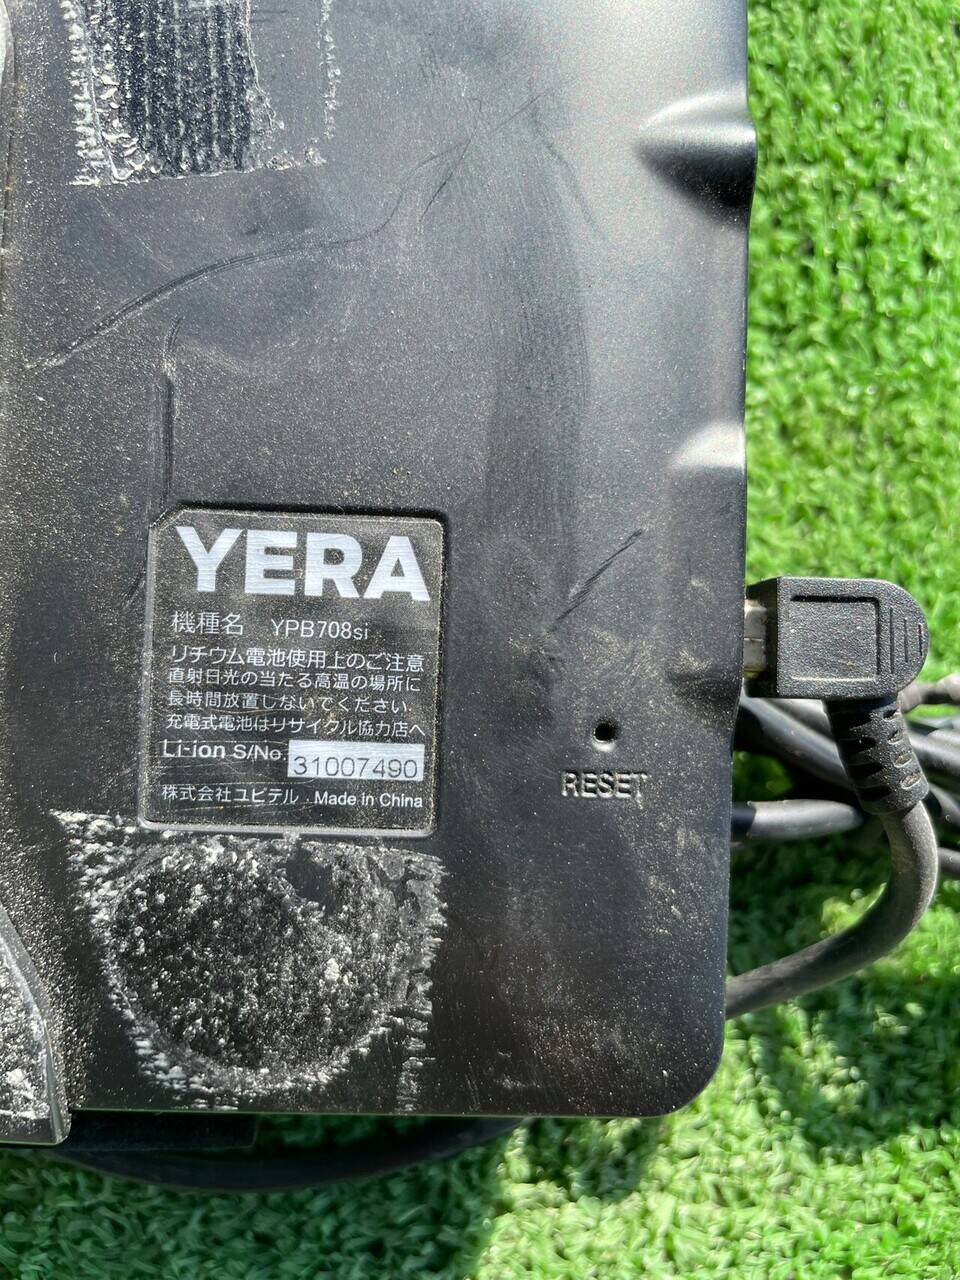 YERA
機種名 YPB708si
リチウム電池使用上のご注意
直射日光の当たる高温の場所に
長時間放置しないでください.
充電式電池はリサイクル協力店へ
Li-ion S/No. 31007490
株式会社ユピテル . Made in China
RESET